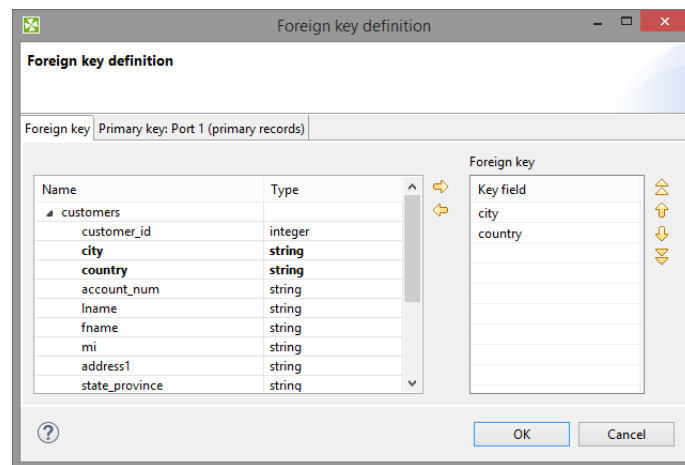 Foreign key definition
Foreign key definition
Foreign key Primary key: Port 1 (primary records)
Foreign key
Name Type
Key field
customers
city
customer_id integer
country
city string
country string
account_num string
lname string
fname string
mi string
address1 string
state_province string
OK Cancel